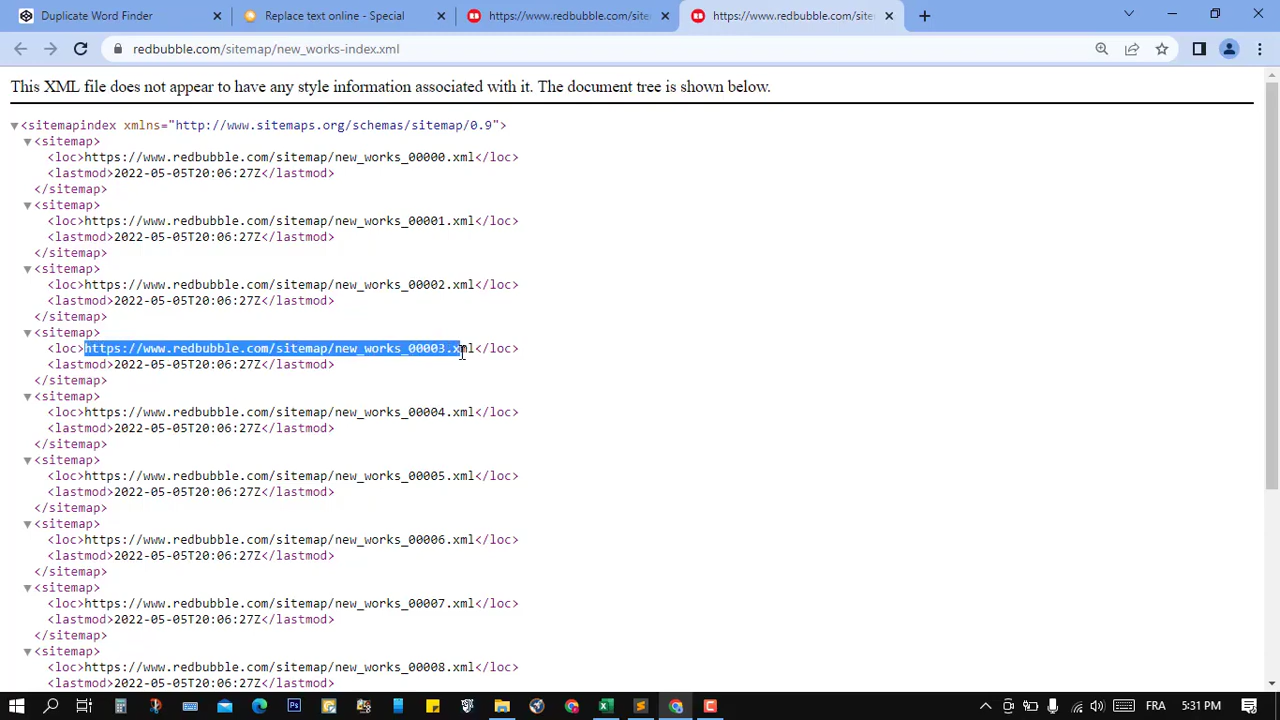 Duplicate Word Finder
Replace text online - Special
https://www.redbubble.com/site
https://www.redbubble.com/site
redbubble.com/sitemap/new_works-index.xml
This XML file does not appear to have any style information associated with it. The document tree is shown below.
<sitemapindex xmlns="http://www.sitemaps.org/schemas/sitemap/0.9">
<sitemap>
<loc>https://www.redbubble.com/sitemap/new_works_00000.xml</loc>
<lastmod>2022-05-05T20:06:27Z</lastmod>
</sitemap>
<sitemap>
<loc>https://www.redbubble.com/sitemap/new_works_00001.xml</loc>
<lastmod>2022-05-05T20:06:27Z</lastmod>
</sitemap>
<sitemap>
<loc>https://www.redbubble.com/sitemap/new_works_00002.xml</loc>
<lastmod>2022-05-05T20:06:27Z</lastmod>
</sitemap>
<sitemap>
<loc>https://www.redbubble.com/sitemap/new_works_00003.xml</loc>
<lastmod>2022-05-05T20:06:27Z</lastmod>
</sitemap>
<sitemap>
<loc>https://www.redbubble.com/sitemap/new_works_00004.xml</loc>
<lastmod>2022-05-05T20:06:27Z</lastmod>
</sitemap>
<sitemap>
<loc>https://www.redbubble.com/sitemap/new_works_00005.xml</loc>
<lastmod>2022-05-05T20:06:27Z</lastmod>
</sitemap>
<sitemap>
<loc>https://www.redbubble.com/sitemap/new_works_00006.xml</loc>
<lastmod>2022-05-05T20:06:27Z</lastmod>
</sitemap>
<sitemap>
<loc>https://www.redbubble.com/sitemap/new_works_00007.xml</loc>
<lastmod>2022-05-05T20:06:27Z</lastmod>
</sitemap>
<sitemap>
<loc>https://www.redbubble.com/sitemap/new_works_00008.xml</loc>
<lastmod>2022-05-05T20:06:27Z</lastmod>
FRA
5:31 PM